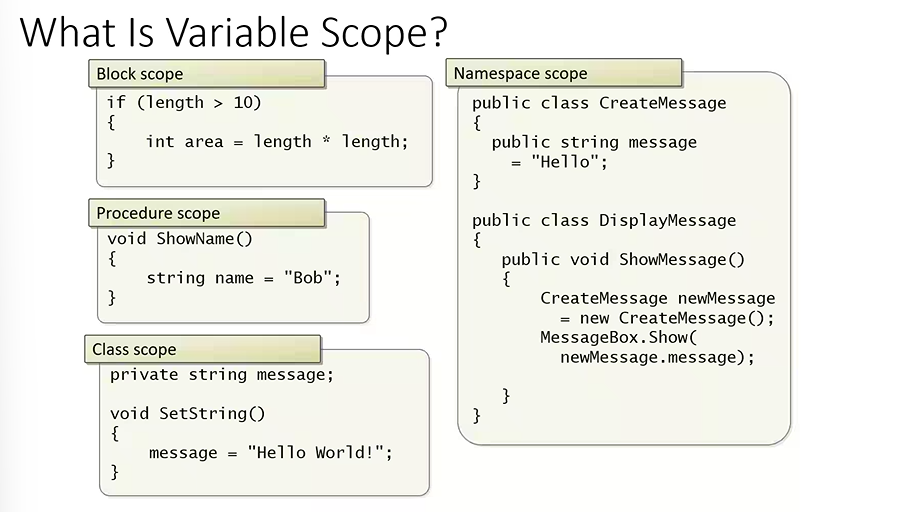 What Is Variable Scope?
Block scope
if (length > 10)
{
    int area = length * length;
}
Procedure scope
void ShowName()
{
    string name = "Bob";
}
Class scope
private string message;

void SetString()
{
    message = "Hello World!";
}
Namespace scope
public class CreateMessage
{
  public string message
    = "Hello";
}

public class DisplayMessage
{
   public void ShowMessage()
   {
       CreateMessage newMessage
         = new CreateMessage();
       MessageBox.Show(
         newMessage.message);

   }
}